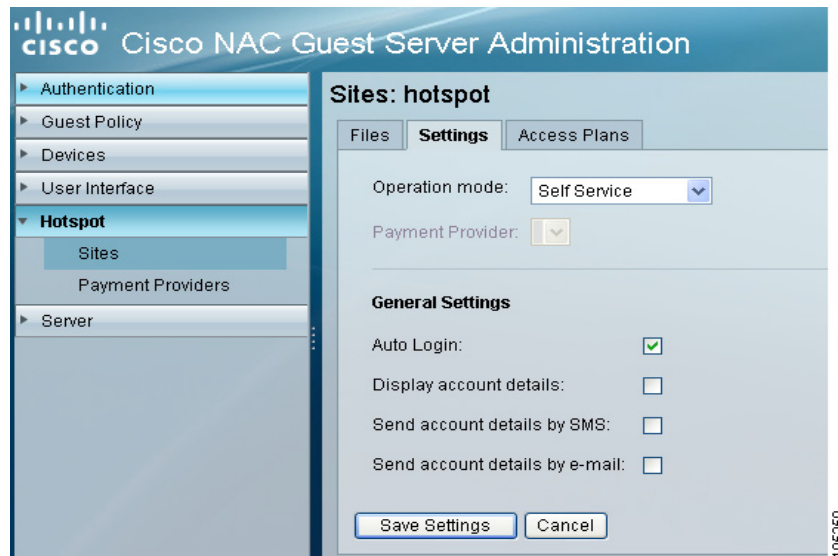 CISCO Cisco NAC Guest Server Administration
Authentication
Guest Policy
Devices
User Interface
Hotspot
Sites
Payment Providers
Server
Sites: hotspot
Files Settings Access Plans
Operation mode: Self Service
Payment Provider:
General Settings
Auto Login:
Display account details:
Send account details by SMS:
Send account details by e-mail:
Save Settings Cancel